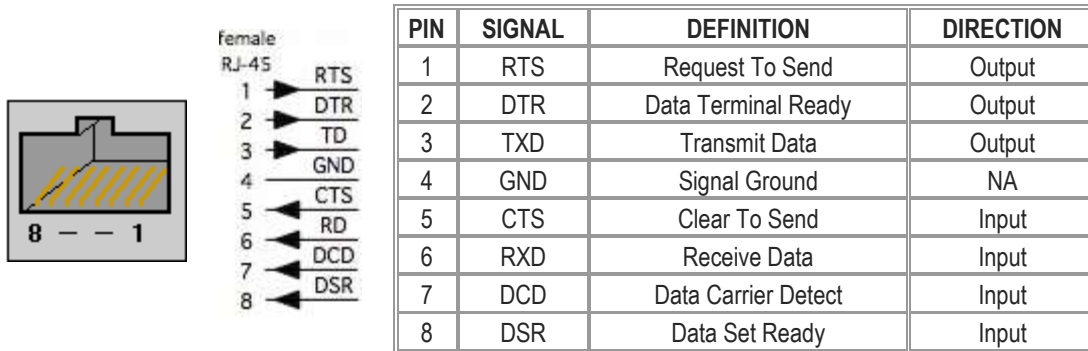 female
RJ-45
1 RTS
2 DTR
3 TD
4 GND
5 CTS
6 RD
7 DCD
8 DSR
8 – – 1
PIN SIGNAL DEFINITION DIRECTION
1 RTS Request To Send Output
2 DTR Data Terminal Ready Output
3 TXD Transmit Data Output
4 GND Signal Ground NA
5 CTS Clear To Send Input
6 RXD Receive Data Input
7 DCD Data Carrier Detect Input
8 DSR Data Set Ready Input